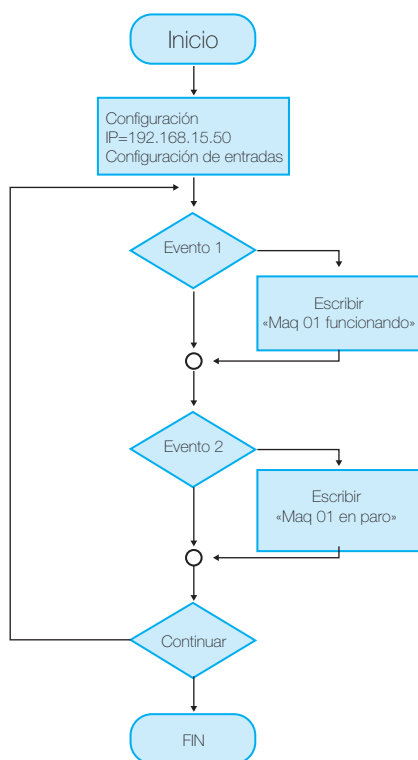 Inicio
Configuración
IP=192.168.15.50
Configuración de entradas
Evento 1
Escribir
«Maq 01 funcionando»
Evento 2
Escribir
«Maq 01 en paro»
Continuar
FIN